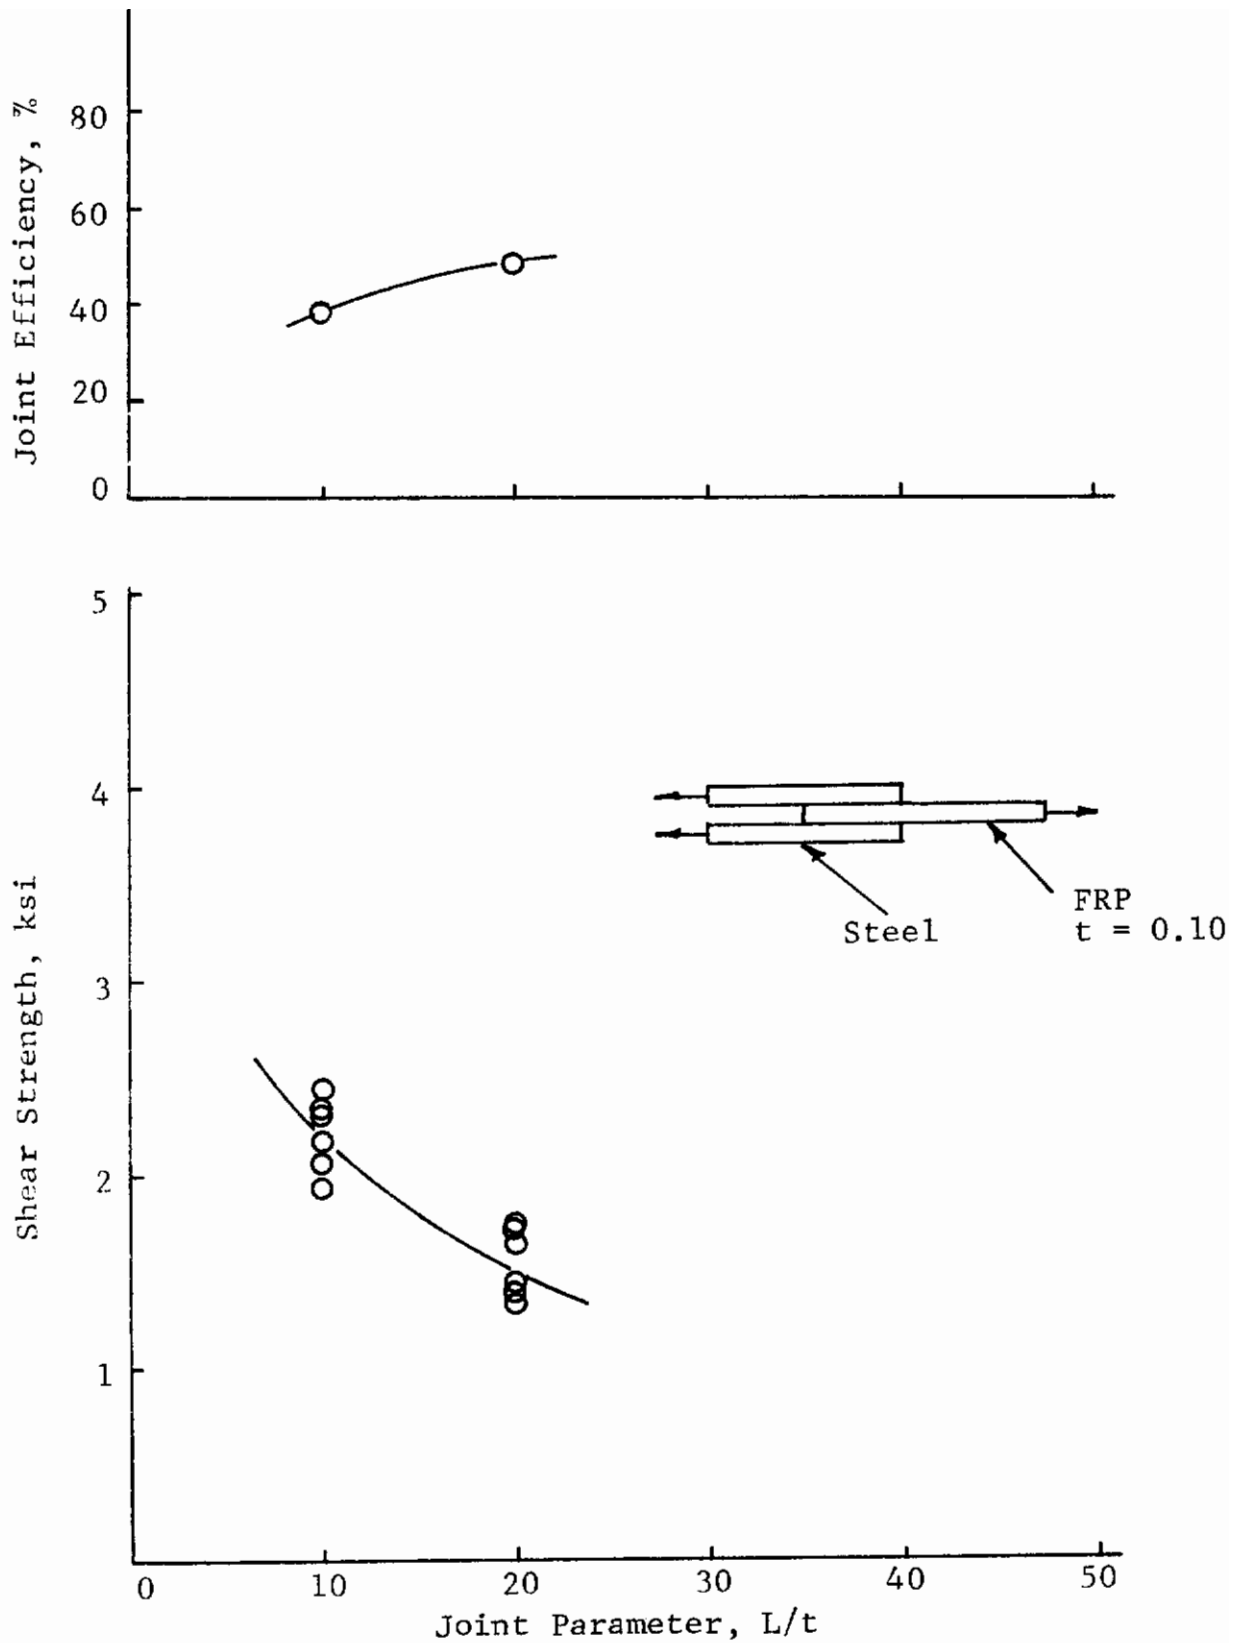 Joint Efficiency, %
80
60
40
20
0
Shear Strength, ksi
5
4
3
2
1
Steel
FRP
t = 0.10
0 10 20 30 40 50
Joint Parameter, L/t